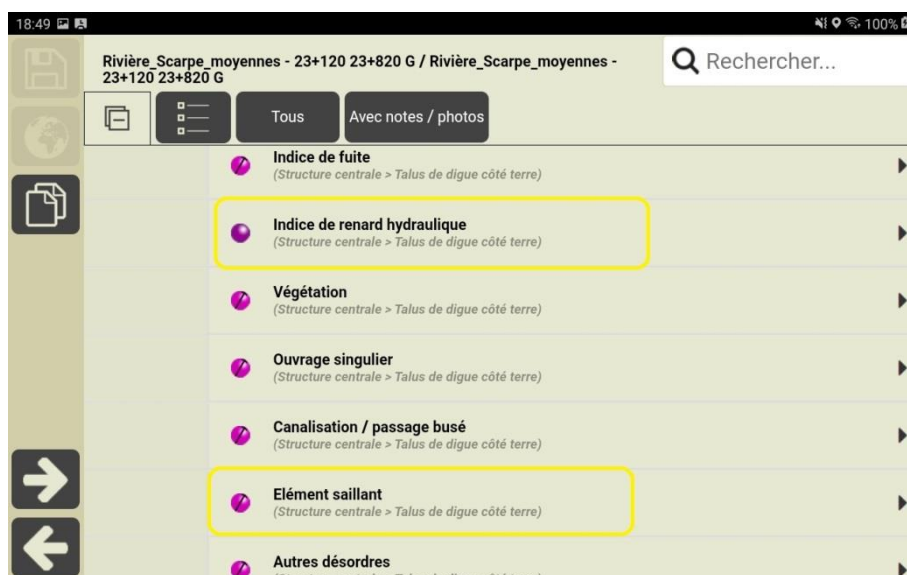 18:49 100%
Rivière_Scarpe_moyennes - 23+120 23+820 G / Rivière_Scarpe_moyennes -
23+120 23+820 G
Rechercher...
Tous Avec notes / photos
Indice de fuite
(Structure centrale > Talus de digue côté terre)
Indice de renard hydraulique
(Structure centrale > Talus de digue côté terre)
Végétation
(Structure centrale > Talus de digue côté terre)
Ouvrage singulier
(Structure centrale > Talus de digue côté terre)
Canalisation / passage busé
(Structure centrale > Talus de digue côté terre)
Elément saillant
(Structure centrale > Talus de digue côté terre)
Autres désordres